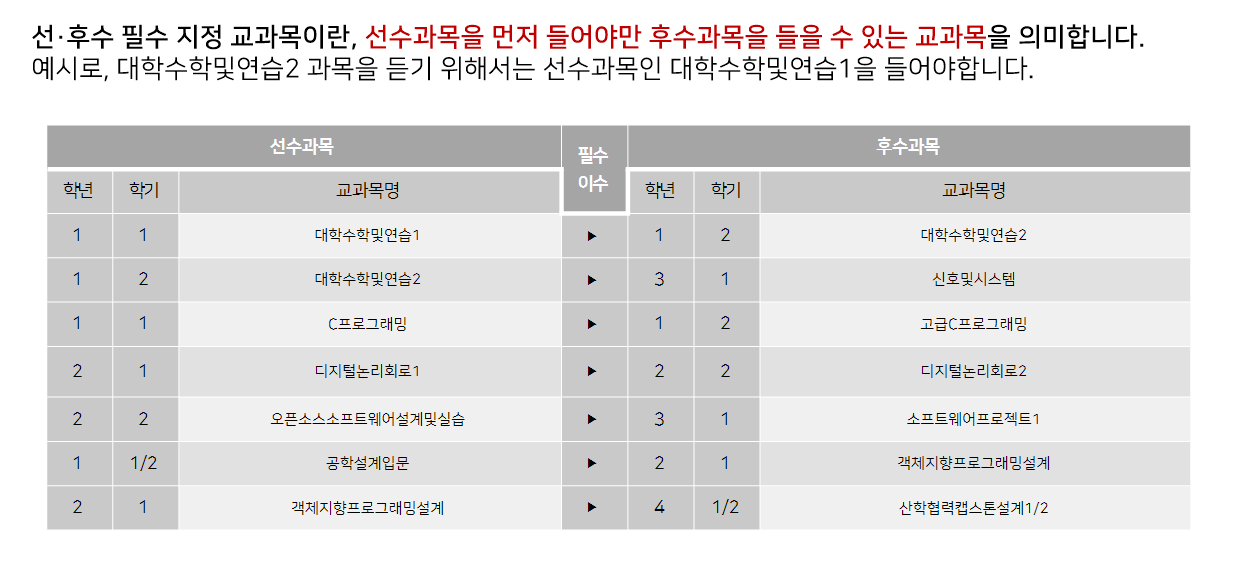 선·후수 필수 지정 교과목이란, 선수과목을 먼저 들어야만 후수과목을 들을 수 있는 교과목을 의미합니다.
예시로, 대학수학및연습2 과목을 듣기 위해서는 선수과목인 대학수학및연습1을 들어야합니다.
선수과목 필수 이수 후수과목
학년 학기 교과목명 학년 학기 교과목명
1 1 대학수학및연습1 ▶ 1 2 대학수학및연습2
1 2 대학수학및연습2 ▶ 3 1 신호및시스템
1 1 C프로그래밍 ▶ 1 2 고급C프로그래밍
2 1 디지털논리회로1 ▶ 2 2 디지털논리회로2
2 2 오픈소스소프트웨어설계및실습 ▶ 3 1 소프트웨어프로젝트1
1 1/2 공학설계입문 ▶ 2 1 객체지향프로그래밍설계
2 1 객체지향프로그래밍설계 ▶ 4 1/2 산학협력캡스톤설계1/2